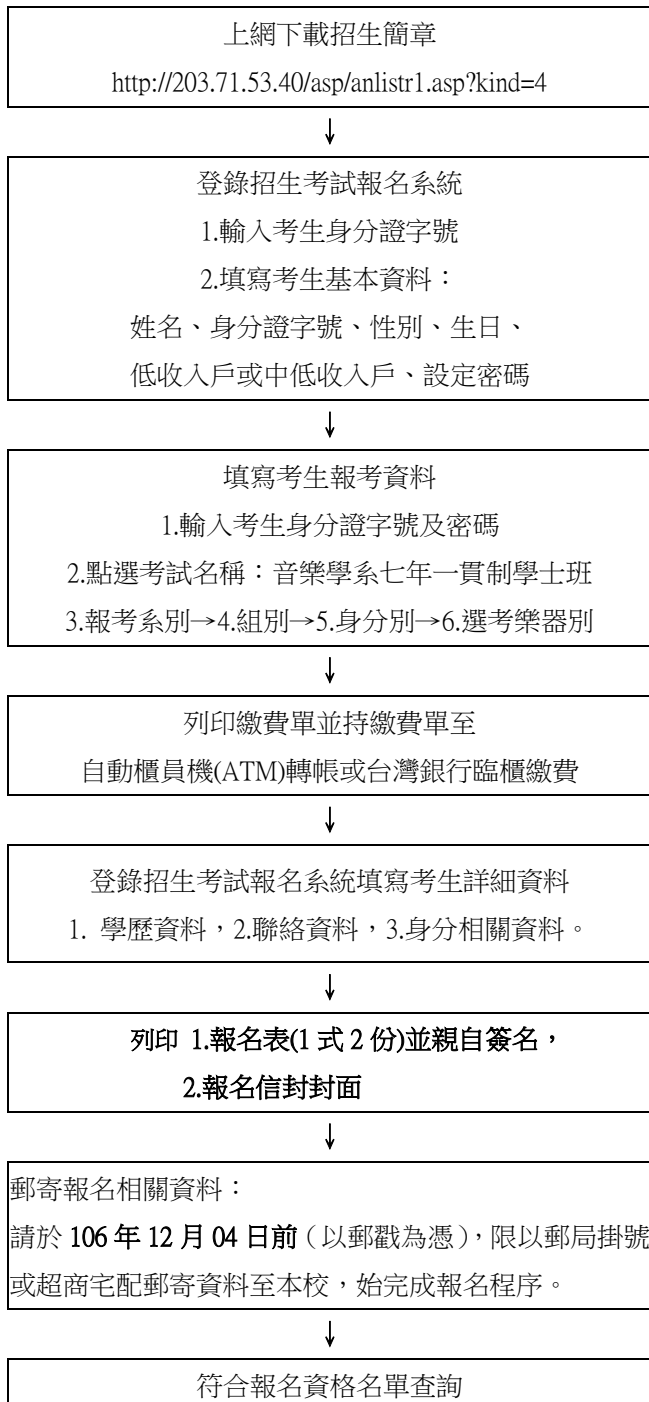 上網下載招生簡章
http://203.71.53.40/asp/anlistr1.asp?kind=4
↓
登錄招生考試報名系統
1.輸入考生身分證字號
2.填寫考生基本資料：
姓名、身分證字號、性別、生日、
低收入戶或中低收入戶、設定密碼
↓
填寫考生報考資料
1.輸入考生身分證字號及密碼
2.點選考試名稱：音樂學系七年一貫制學士班
3.報考系別→4.組別→5.身分別→6.選考樂器別
↓
列印繳費單並持繳費單至
自動櫃員機(ATM)轉帳或台灣銀行臨櫃繳費
↓
登錄招生考試報名系統填寫考生詳細資料
1. 學歷資料，2.聯絡資料，3.身分相關資料。
↓
列印 1.報名表(1 式 2 份)並親自簽名，
2.報名信封封面
↓
郵寄報名相關資料：
請於 106 年 12 月 04 日前（以郵戳為憑），限以郵局掛號
或超商宅配郵寄資料至本校，始完成報名程序。
↓
符合報名資格名單查詢